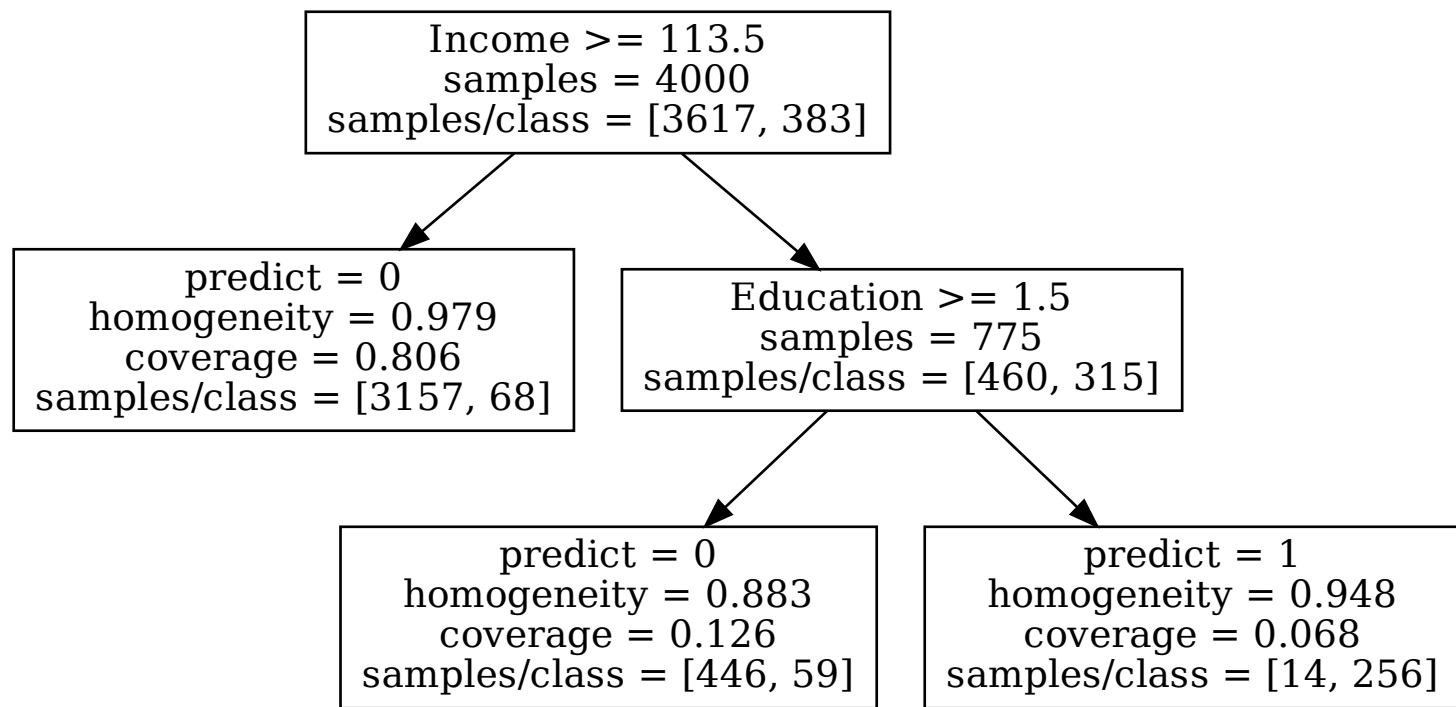 Income >= 113.5
samples = 4000
samples/class = [3617, 383]
predict = 0
homogeneity = 0.979
coverage = 0.806
samples/class = [3157, 68]
Education >= 1.5
samples = 775
samples/class = [460, 315]
predict = 0
homogeneity = 0.883
coverage = 0.126
samples/class = [446, 59]
predict = 1
homogeneity = 0.948
coverage = 0.068
samples/class = [14, 256]